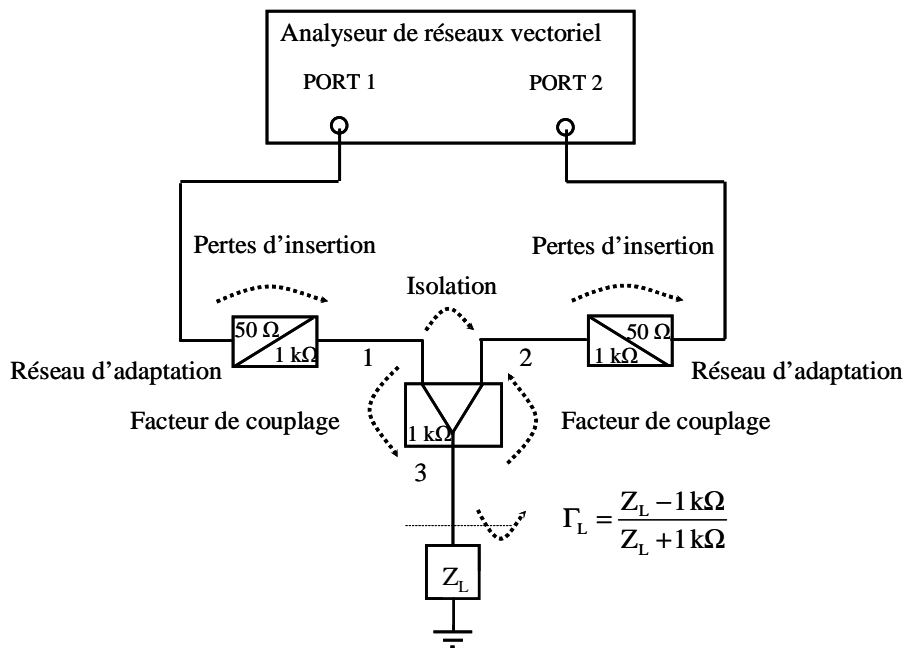 Analyseur de réseaux vectoriel
PORT 1
PORT 2
Pertes d'insertion
Pertes d'insertion
Isolation
50 Ω
1 kΩ
50 Ω
1 kΩ
1
2
Réseau d'adaptation
Réseau d'adaptation
Facteur de couplage
Facteur de couplage
1 kΩ
3
Γ_L = (Z_L − 1 kΩ) / (Z_L + 1 kΩ)
Z_L